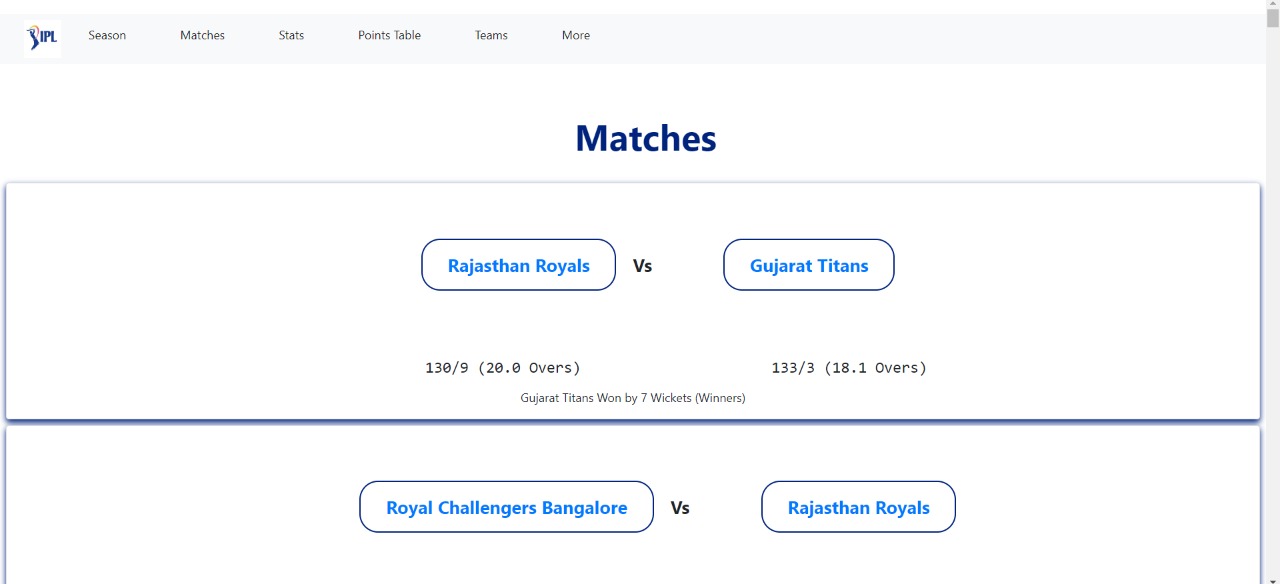 IPL Season Matches Stats Points Table Teams More
Matches
Rajasthan Royals Vs Gujarat Titans
130/9 (20.0 Overs) 133/3 (18.1 Overs)
Gujarat Titans Won by 7 Wickets (Winners)
Royal Challengers Bangalore Vs Rajasthan Royals